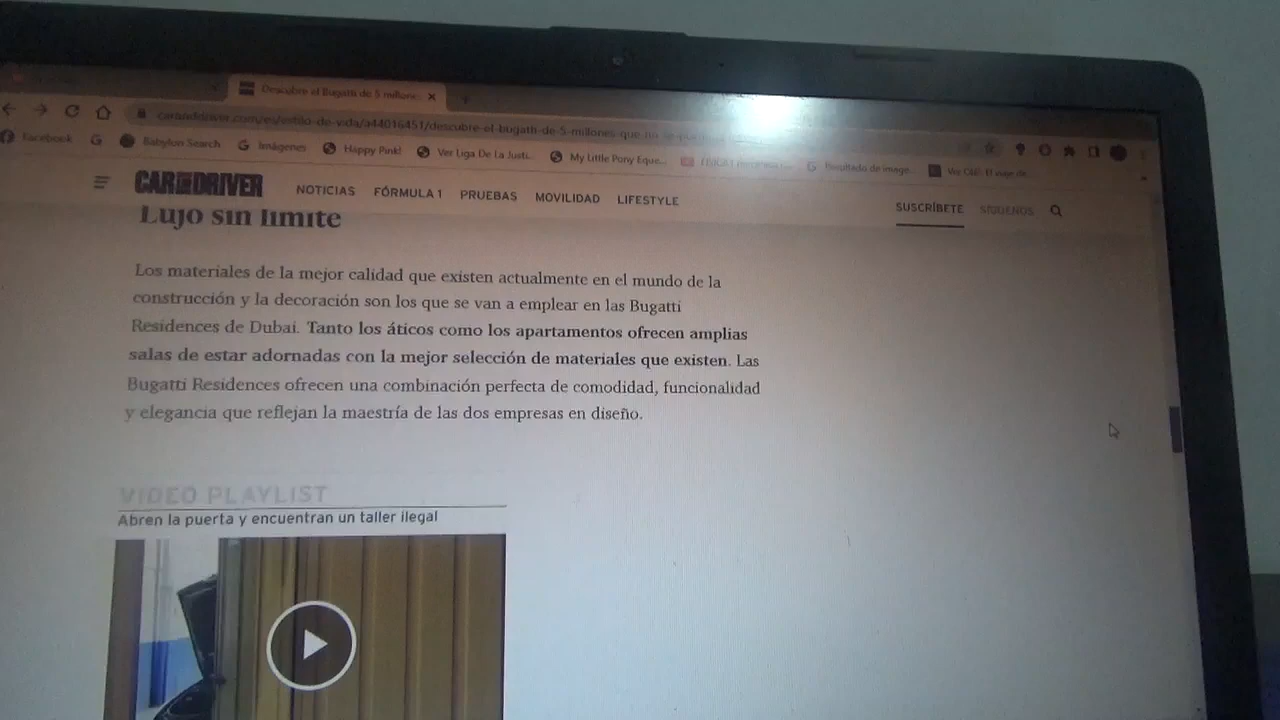 Descubre el Bugatti de 5 millone
Facebook
Babylon Search
Imágenes
Happy Pink!
Ver Liga De La Justi...
My Little Pony Eque...
Resultado de imago...
CAR AND DRIVER
NOTICIAS FÓRMULA 1 PRUEBAS MOVILIDAD LIFESTYLE
SUSCRÍBETE SÍGUENOS
Lujo sin límite
Los materiales de la mejor calidad que existen actualmente en el mundo de la
construcción y la decoración son los que se van a emplear en las Bugatti
Residences de Dubai. Tanto los áticos como los apartamentos ofrecen amplias
salas de estar adornadas con la mejor selección de materiales que existen. Las
Bugatti Residences ofrecen una combinación perfecta de comodidad, funcionalidad
y elegancia que reflejan la maestría de las dos empresas en diseño.
VIDEO PLAYLIST
Abren la puerta y encuentran un taller ilegal